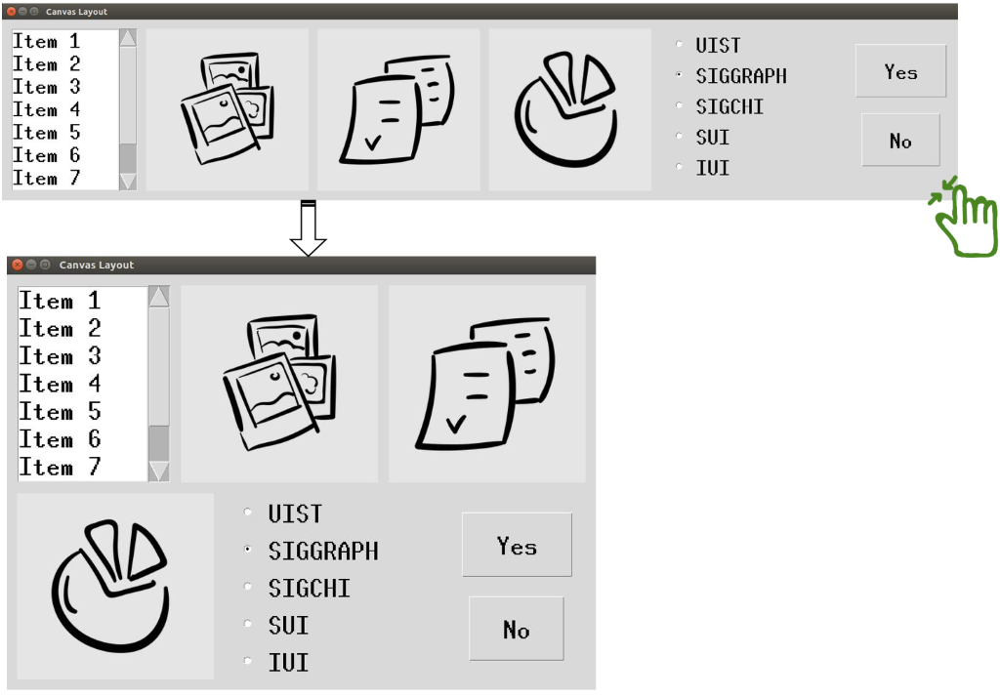 Canvas Layout
Item 1
Item 2
Item 3
Item 4
Item 5
Item 6
Item 7
UIST
SIGGRAPH
SIGCHI
SUI
IUI
Yes
No
Canvas Layout
Item 1
Item 2
Item 3
Item 4
Item 5
Item 6
Item 7
UIST
SIGGRAPH
SIGCHI
SUI
IUI
Yes
No